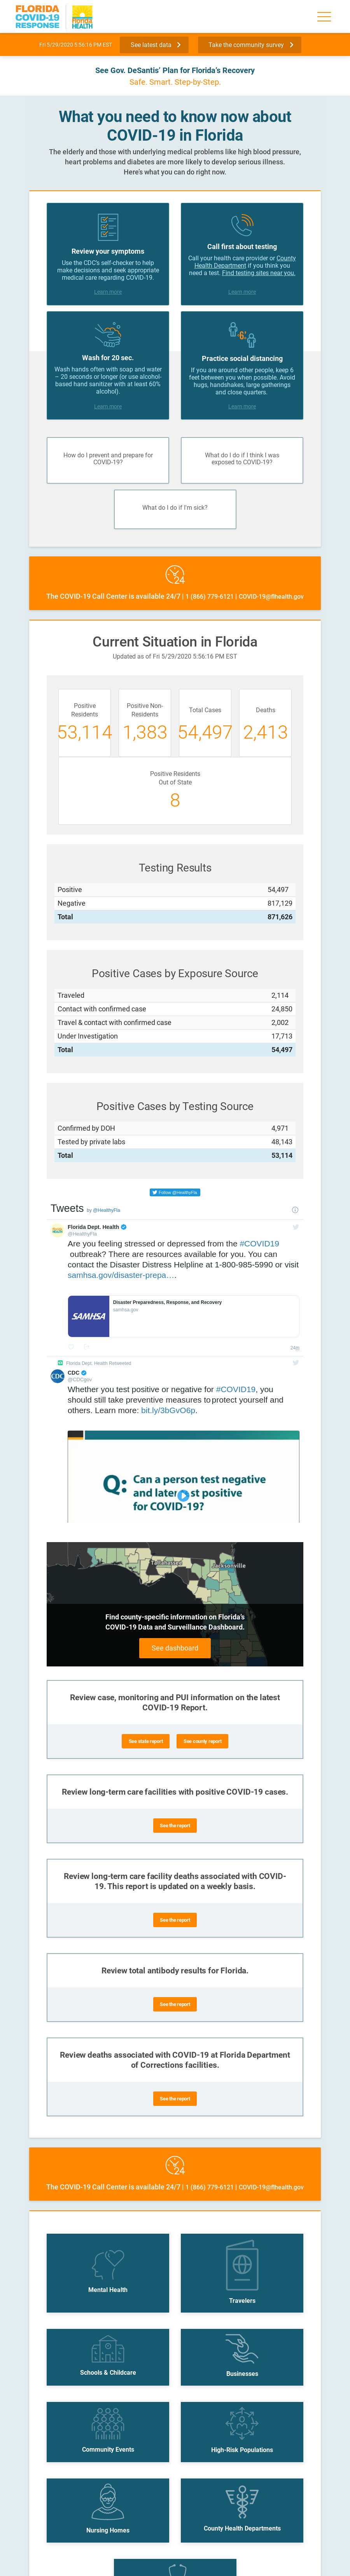 FLORIDA
COVID-19
RESPONSE
Florida
HEALTH
Fri 5/29/2020 5:56:16 PM EST
See latest data
Take the community survey
See Gov. DeSantis' Plan for Florida's Recovery
Safe. Smart. Step-by-Step.
What you need to know now about
COVID-19 in Florida
The elderly and those with underlying medical problems like high blood pressure,
heart problems and diabetes are more likely to develop serious illness.
Here's what you can do right now.
Review your symptoms
Use the CDC's self-checker to help
make decisions and seek appropriate
medical care regarding COVID-19.
Learn more
Call first about testing
Call your health care provider or County
Health Department if you think you
need a test. Find testing sites near you.
Learn more
Wash for 20 sec.
Wash hands often with soap and water
– 20 seconds or longer (or use alcohol-
based hand sanitizer with at least 60%
alcohol).
Learn more
6'
Practice social distancing
If you are around other people, keep 6
feet between you when possible. Avoid
hugs, handshakes, large gatherings
and close quarters.
Learn more
How do I prevent and prepare for
COVID-19?
What do I do if I think I was
exposed to COVID-19?
What do I do if I'm sick?
24
The COVID-19 Call Center is available 24/7 | 1 (866) 779-6121 | COVID-19@flhealth.gov
Current Situation in Florida
Updated as of Fri 5/29/2020 5:56:16 PM EST
Positive
Residents
53,114
Positive Non-
Residents
1,383
Total Cases
54,497
Deaths
2,413
Positive Residents
Out of State
8
Testing Results
Positive 54,497
Negative 817,129
Total 871,626
Positive Cases by Exposure Source
Traveled 2,114
Contact with confirmed case 24,850
Travel & contact with confirmed case 2,002
Under Investigation 17,713
Total 54,497
Positive Cases by Testing Source
Confirmed by DOH 4,971
Tested by private labs 48,143
Total 53,114
Follow @HealthyFla
Tweets by @HealthyFla
Florida Dept. Health
@HealthyFla
Are you feeling stressed or depressed from the #COVID19
outbreak? There are resources available for you. You can
contact the Disaster Distress Helpline at 1-800-985-5990 or visit
samhsa.gov/disaster-prepa….
SAMHSA
Disaster Preparedness, Response, and Recovery
samhsa.gov
Florida Dept. Health Retweeted
CDC
@CDCgov
Whether you test positive or negative for #COVID19, you
should still take preventive measures to protect yourself and
others. Learn more: bit.ly/3bGvO6p.
Q: Can a person test negative
and later test positive
for COVID-19?
Tallahassee
Jacksonville
Find county-specific information on Florida's
COVID-19 Data and Surveillance Dashboard.
See dashboard
Review case, monitoring and PUI information on the latest
COVID-19 Report.
See state report
See county report
Review long-term care facilities with positive COVID-19 cases.
See the report
Review long-term care facility deaths associated with COVID-
19. This report is updated on a weekly basis.
See the report
Review total antibody results for Florida.
See the report
Review deaths associated with COVID-19 at Florida Department
of Corrections facilities.
See the report
24
The COVID-19 Call Center is available 24/7 | 1 (866) 779-6121 | COVID-19@flhealth.gov
Mental Health
Travelers
Schools & Childcare
Businesses
Community Events
High-Risk Populations
Nursing Homes
County Health Departments